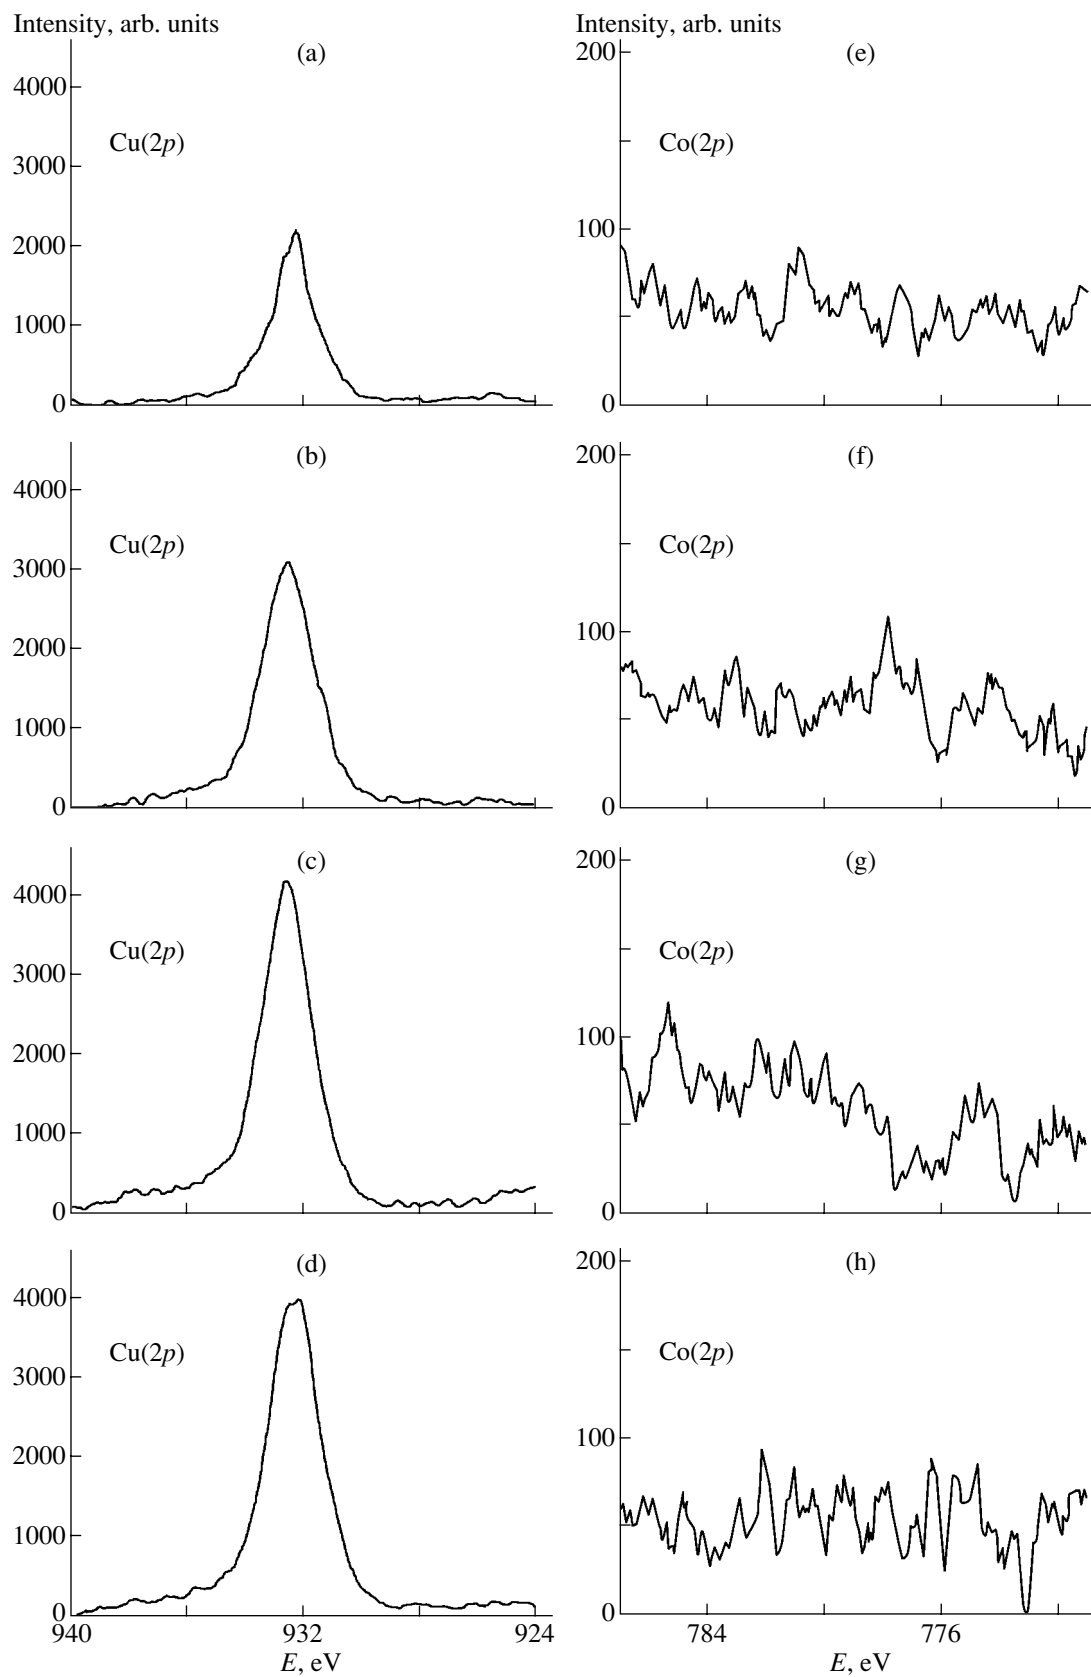 Intensity, arb. units
Intensity, arb. units
(a)
4000
3000
2000
1000
0
Cu(2p)
(e)
200
100
0
Co(2p)
(b)
4000
3000
2000
1000
0
Cu(2p)
(f)
200
100
0
Co(2p)
(c)
4000
3000
2000
1000
0
Cu(2p)
(g)
200
100
0
Co(2p)
(d)
4000
3000
2000
1000
0
Cu(2p)
940 932 924
E, eV
(h)
200
100
0
Co(2p)
784 776
E, eV